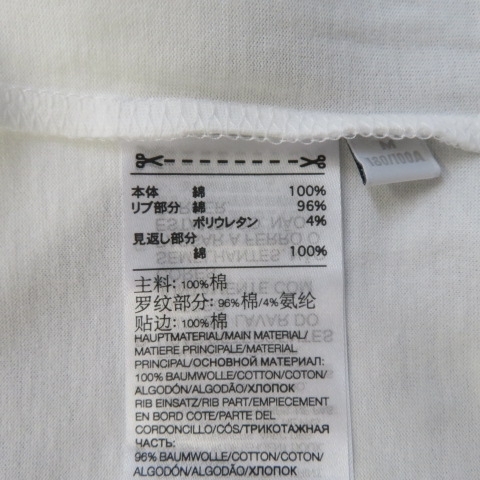 本体 綿 100%
リブ部分 綿 96%
ポリウレタン 4%
見返し部分
綿 100%
主料: 100%棉
罗纹部分: 96%棉/4%氨纶
贴边: 100%棉
HAUPTMATERIAL/MAIN MATERIAL/
MATIERE PRINCIPALE/MATERIAL
PRINCIPAL/ОСНОВНОЙ МАТЕРИАЛ:
100% BAUMWOLLE/COTTON/COTON/
ALGODÓN/ALGODÃO/ХЛОПОК
RIB EINSATZ/RIB PART/EMPIECEMENT
EN BORD COTE/PARTE DEL
CORDONCILLO/CÓS/ТРИКОТАЖНАЯ
ЧАСТЬ:
96% BAUMWOLLE/COTTON/COTON/
ALGODÓN/ALGODÃO/ХЛОПОК
M